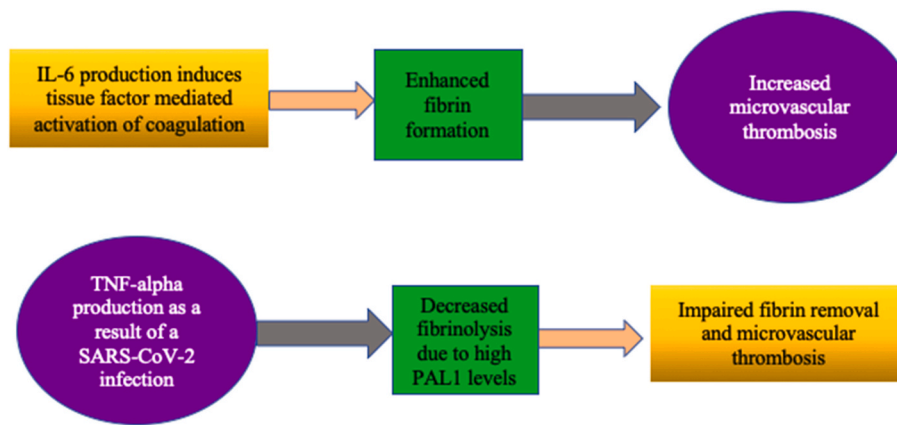 IL-6 production induces
tissue factor mediated
activation of coagulation
Enhanced
fibrin
formation
Increased
microvascular
thrombosis
TNF-alpha
production as a
result of a
SARS-CoV-2
infection
Decreased
fibrinolysis
due to high
PAL1 levels
Impaired fibrin removal
and microvascular
thrombosis